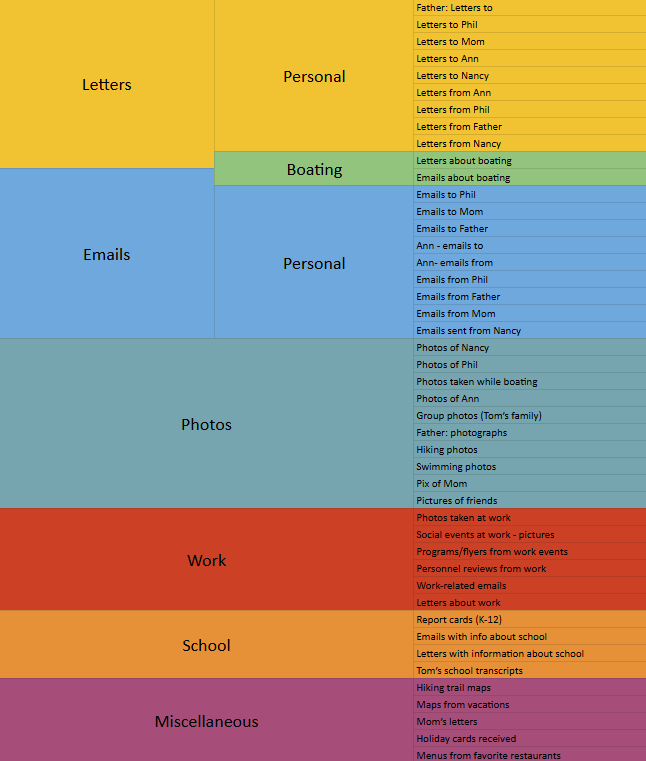 Letters
Personal
Father: Letters to
Letters to Phil
Letters to Mom
Letters to Ann
Letters to Nancy
Letters from Ann
Letters from Phil
Letters from Father
Letters from Nancy
Boating
Letters about boating
Emails about boating
Emails
Personal
Emails to Phil
Emails to Mom
Emails to Father
Ann - emails to
Ann- emails from
Emails from Phil
Emails from Father
Emails from Mom
Emails sent from Nancy
Photos
Photos of Nancy
Photos of Phil
Photos taken while boating
Photos of Ann
Group photos (Tom's family)
Father: photographs
Hiking photos
Swimming photos
Pix of Mom
Pictures of friends
Work
Photos taken at work
Social events at work - pictures
Programs/flyers from work events
Personnel reviews from work
Work-related emails
Letters about work
School
Report cards (K-12)
Emails with info about school
Letters with information about school
Tom's school transcripts
Miscellaneous
Hiking trail maps
Maps from vacations
Mom's letters
Holiday cards received
Menus from favorite restaurants